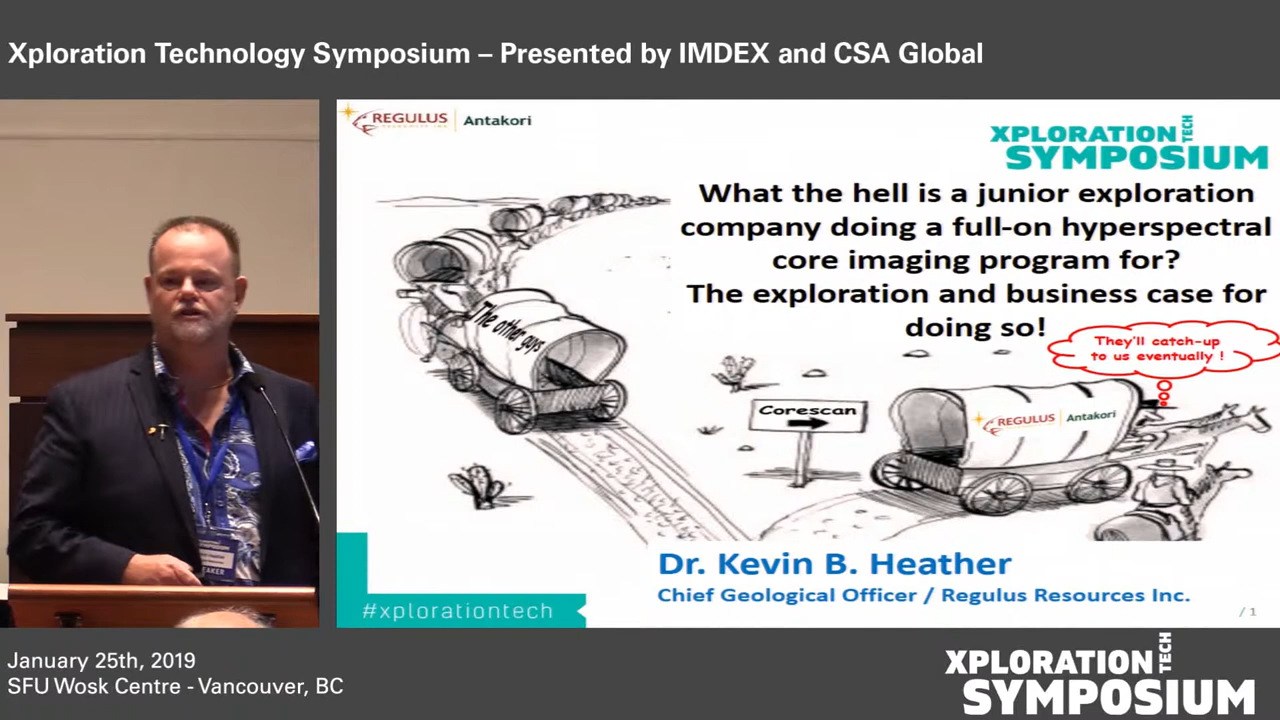 Xploration Technology Symposium – Presented by IMDEX and CSA Global
REGULUS
Antakori
XPLORATION TECH
SYMPOSIUM
What the hell is a junior exploration
company doing a full-on hyperspectral
core imaging program for?
The exploration and business case for
doing so!
They'll catch-up
to us eventually !
The other guys
Corescan
REGULUS
Antakori
Dr. Kevin B. Heather
Chief Geological Officer / Regulus Resources Inc.
#xplorationtech
/ 1
January 25th, 2019
SFU Wosk Centre - Vancouver, BC
XPLORATION TECH
SYMPOSIUM